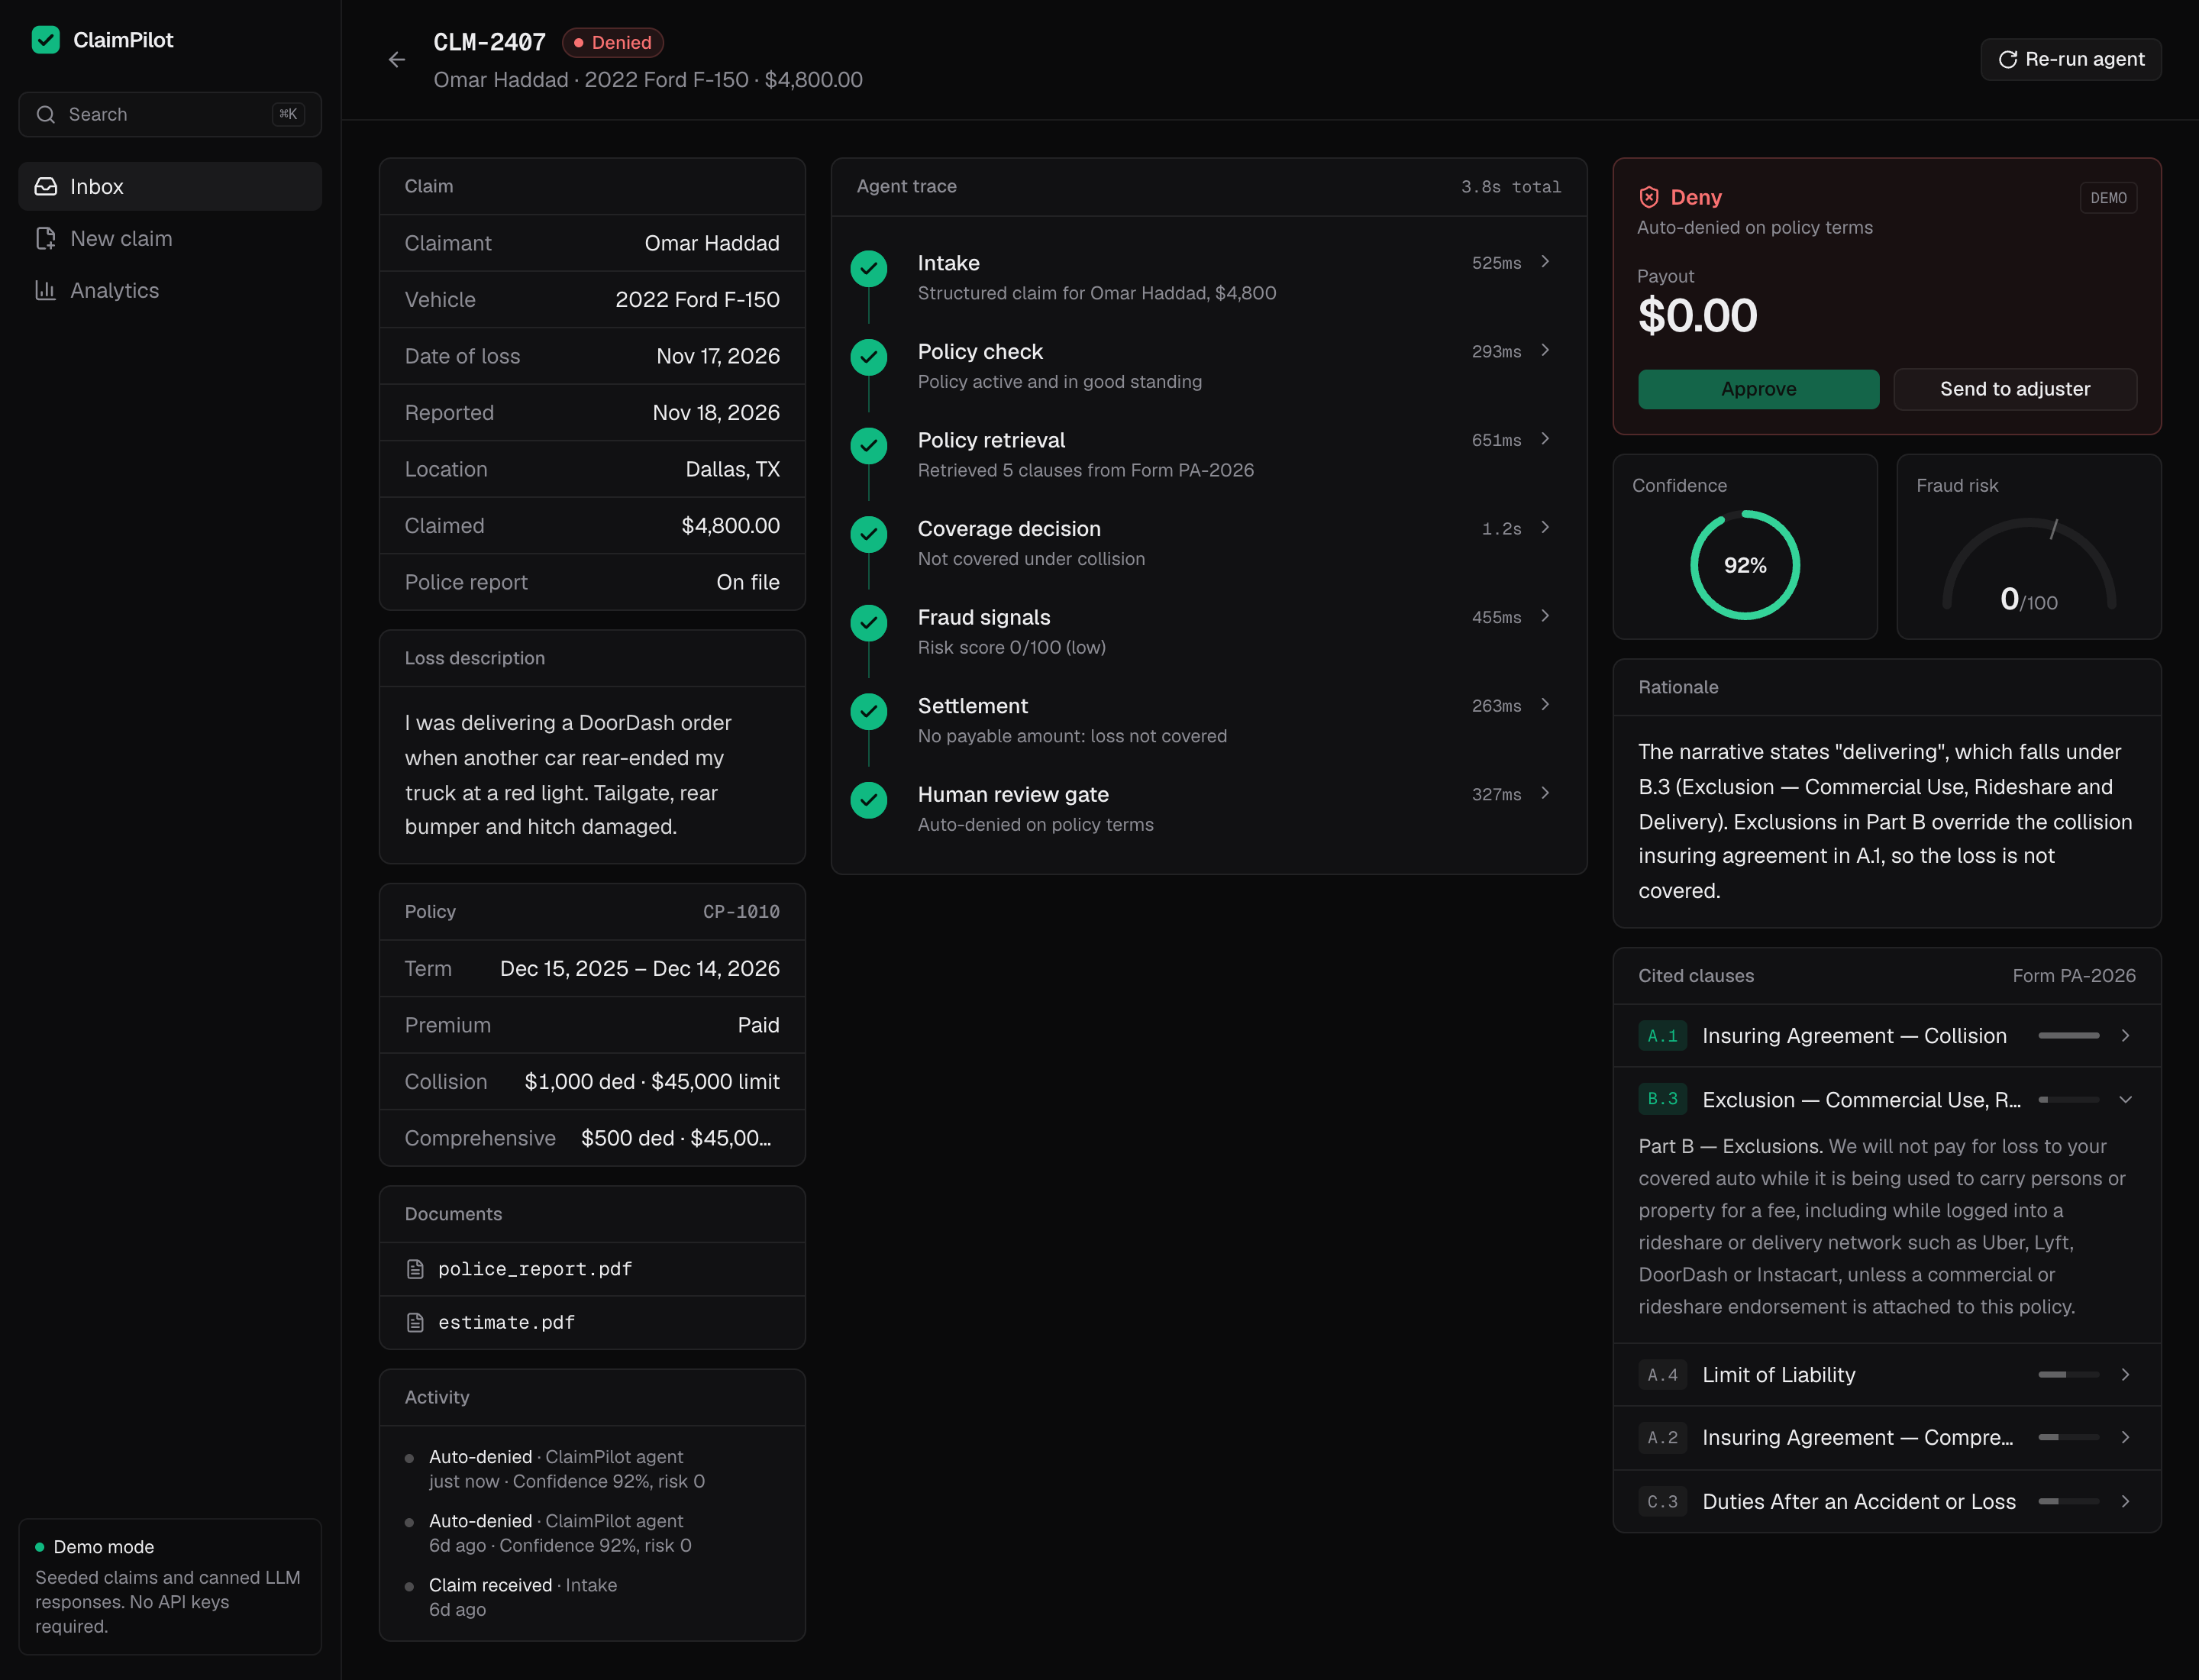 ClaimPilot
Search ⌘K
Inbox
New claim
Analytics
Demo mode
Seeded claims and canned LLM
responses. No API keys
required.
CLM-2407 Denied
Omar Haddad · 2022 Ford F-150 · $4,800.00
Re-run agent
Claim
Claimant Omar Haddad
Vehicle 2022 Ford F-150
Date of loss Nov 17, 2026
Reported Nov 18, 2026
Location Dallas, TX
Claimed $4,800.00
Police report On file
Loss description
I was delivering a DoorDash order
when another car rear-ended my
truck at a red light. Tailgate, rear
bumper and hitch damaged.
Policy CP-1010
Term Dec 15, 2025 – Dec 14, 2026
Premium Paid
Collision $1,000 ded · $45,000 limit
Comprehensive $500 ded · $45,00...
Documents
police_report.pdf
estimate.pdf
Activity
Auto-denied · ClaimPilot agent
just now · Confidence 92%, risk 0
Auto-denied · ClaimPilot agent
6d ago · Confidence 92%, risk 0
Claim received · Intake
6d ago
Agent trace 3.8s total
Intake 525ms
Structured claim for Omar Haddad, $4,800
Policy check 293ms
Policy active and in good standing
Policy retrieval 651ms
Retrieved 5 clauses from Form PA-2026
Coverage decision 1.2s
Not covered under collision
Fraud signals 455ms
Risk score 0/100 (low)
Settlement 263ms
No payable amount: loss not covered
Human review gate 327ms
Auto-denied on policy terms
Deny DEMO
Auto-denied on policy terms
Payout
$0.00
Approve Send to adjuster
Confidence
92%
Fraud risk
0/100
Rationale
The narrative states "delivering", which falls under
B.3 (Exclusion — Commercial Use, Rideshare and
Delivery). Exclusions in Part B override the collision
insuring agreement in A.1, so the loss is not
covered.
Cited clauses Form PA-2026
A.1 Insuring Agreement — Collision
B.3 Exclusion — Commercial Use, R...
Part B — Exclusions. We will not pay for loss to your
covered auto while it is being used to carry persons or
property for a fee, including while logged into a
rideshare or delivery network such as Uber, Lyft,
DoorDash or Instacart, unless a commercial or
rideshare endorsement is attached to this policy.
A.4 Limit of Liability
A.2 Insuring Agreement — Compre...
C.3 Duties After an Accident or Loss